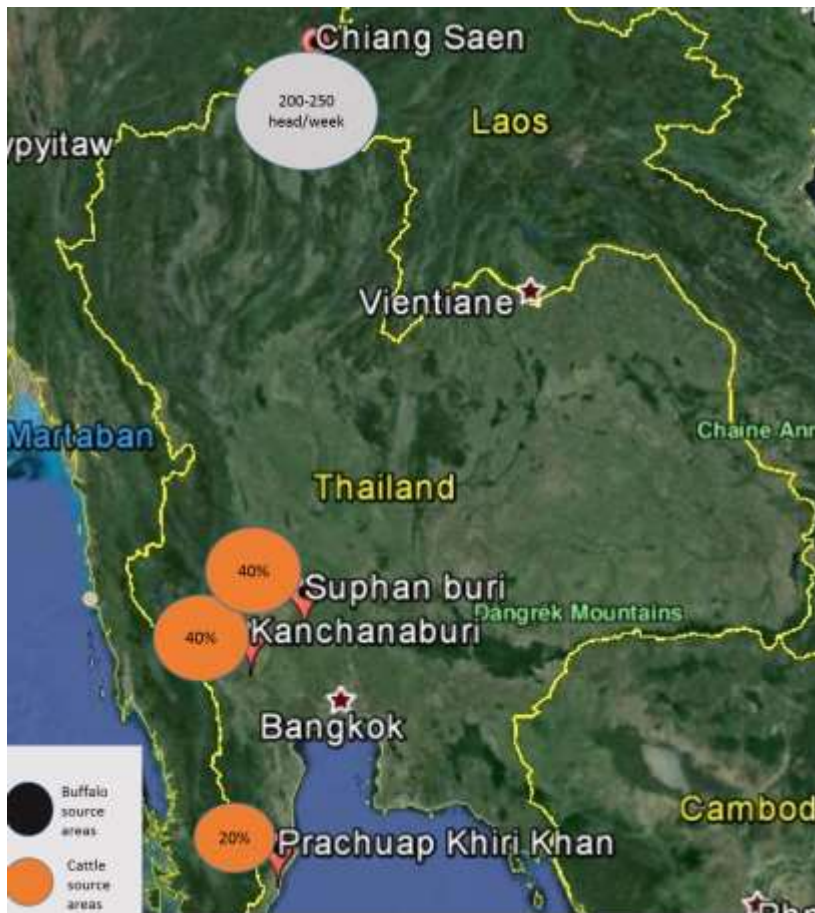 Chiang Saen
200-250
head/week
Laos
ypyitaw
Vientiane
Martaban
Chaîne Ann
Thailand
40%
Suphan buri
Dangrek Mountains
40%
Kanchanaburi
Bangkok
Buffalo
source
areas
Cambod
20%
Prachuap Khiri Khan
Cattle
source
areas